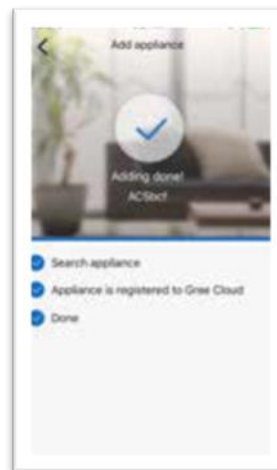 Add appliance
Adding done!
Search appliance
Appliance is registered to Gree Cloud
Done